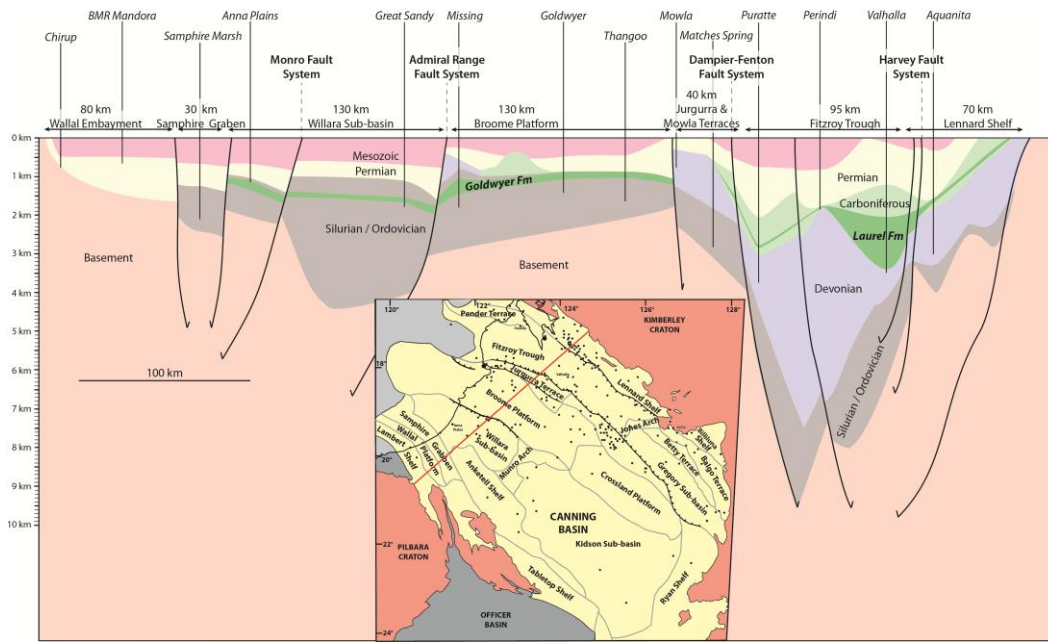 BMR Mandora
Anna Plains
Great Sandy
Missing
Goldwyer
Mowla
Puratte
Perindi
Valhalla
Aquanita
Chirup
Samphire Marsh
Thangoo
Matches Spring
Monro Fault
System
Admiral Range
Fault System
Dampier-Fenton
Fault System
Harvey Fault
System
80 km
Wallal Embayment
30 km
Samphire Graben
130 km
Willara Sub-basin
130 km
Broome Platform
40 km
Jurgurra &
Mowla Terraces
95 km
Fitzroy Trough
70 km
Lennard Shelf
0 km
1 km
2 km
3 km
4 km
5 km
6 km
7 km
8 km
9 km
10 km
Mesozoic
Permian
Goldwyer Fm
Silurian / Ordovician
Basement
Basement
Permian
Carboniferous
Laurel Fm
Devonian
Silurian / Ordovician
100 km
120°
122°
124°
126°
128°
18°
20°
22°
24°
Pender Terrace
KIMBERLEY
CRATON
Fitzroy Trough
Jurgurra Terrace
Lennard Shelf
Broome Platform
Samphire
Graben
Wallal
Platform
Lambert
Shelf
Willara
Sub-basin
Munro Arch
Anketell Shelf
Jones Arch
Betty Terrace
Billiluna
Shelf
Balgo Terrace
Gregory Sub-basin
Crossland Platform
CANNING
BASIN
Kidson Sub-basin
PILBARA
CRATON
Tabletop Shelf
Ryan Shelf
OFFICER
BASIN